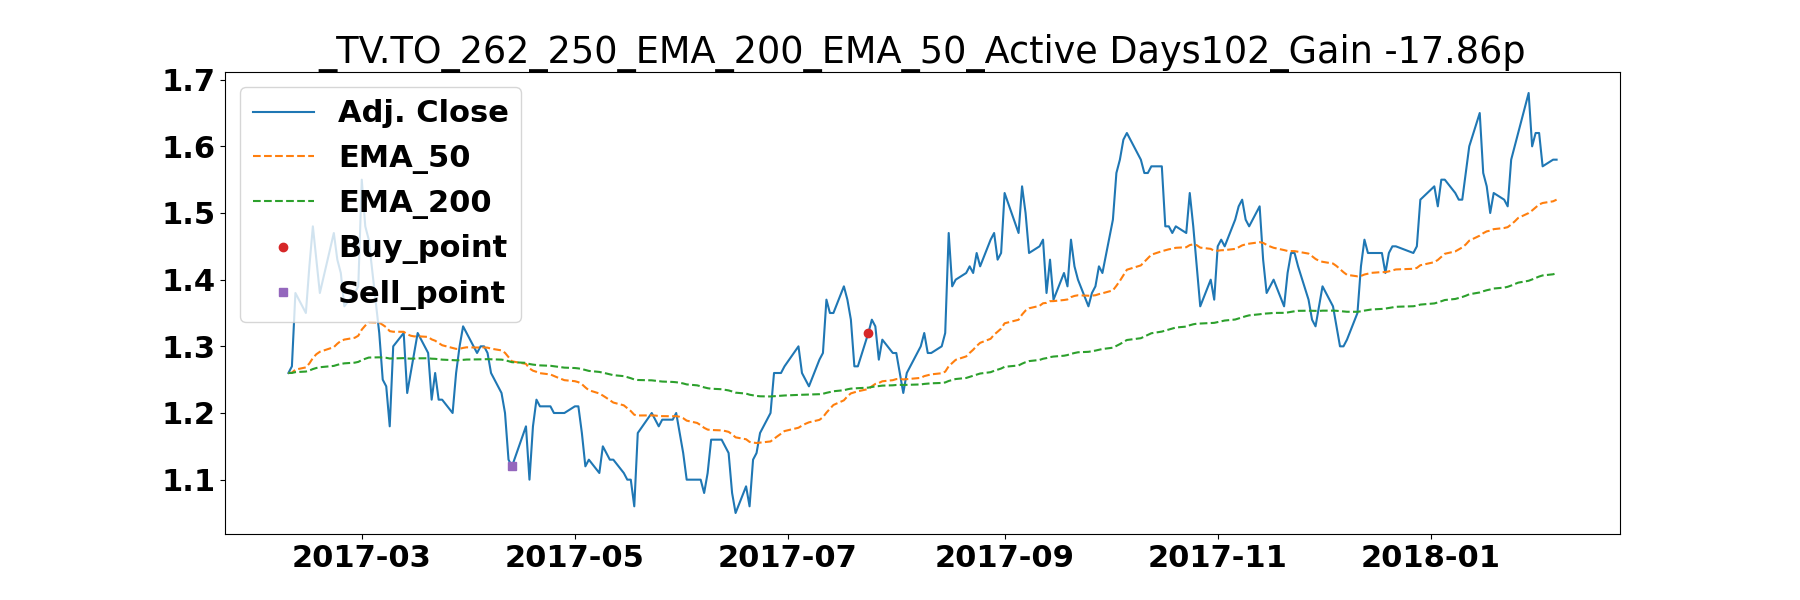 _TV.TO_262_250_EMA_200_EMA_50_Active Days102_Gain -17.86p
1.7
1.6
1.5
1.4
1.3
1.2
1.1
Adj. Close
EMA_50
EMA_200
Buy_point
Sell_point
2017-03
2017-05
2017-07
2017-09
2017-11
2018-01